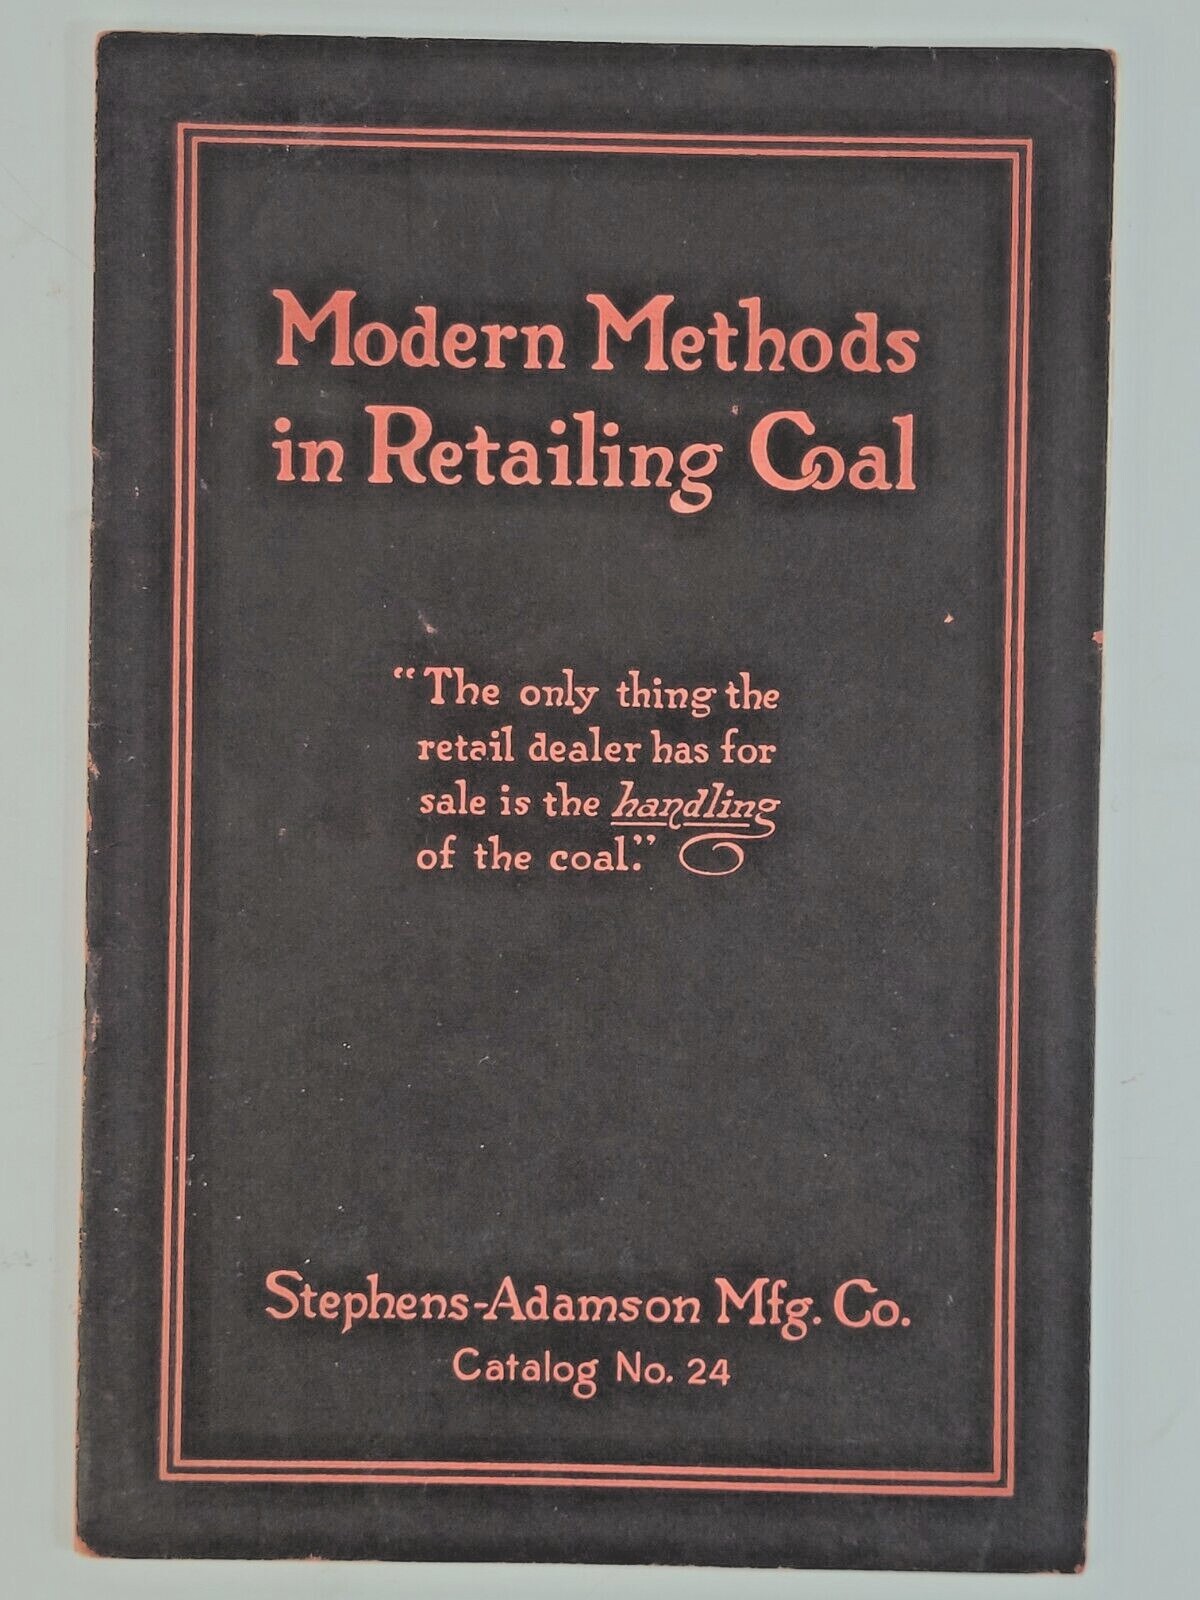 Modern Methods
in Retailing Coal
"The only thing the
retail dealer has for
sale is the handling
of the coal."
Stephens-Adamson Mfg. Co.
Catalog No. 24